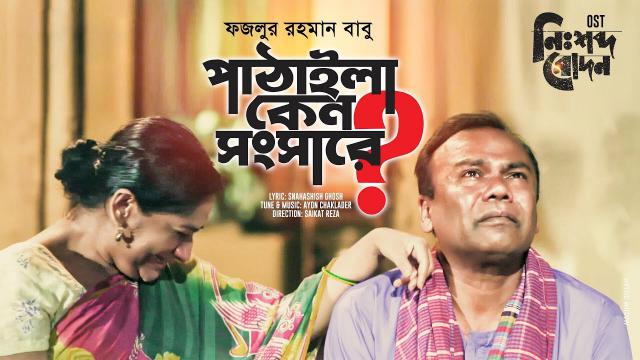 ফজলুর রহমান বাবু
পাঠাইলা
কেন
সংসারে?
LYRIC: SNAHASHISH GHOSH
TUNE & MUSIC: AYON CHAKLADER
DIRECTION: SAIKAT REZA
OST
নিঃশব্দ
রোদন